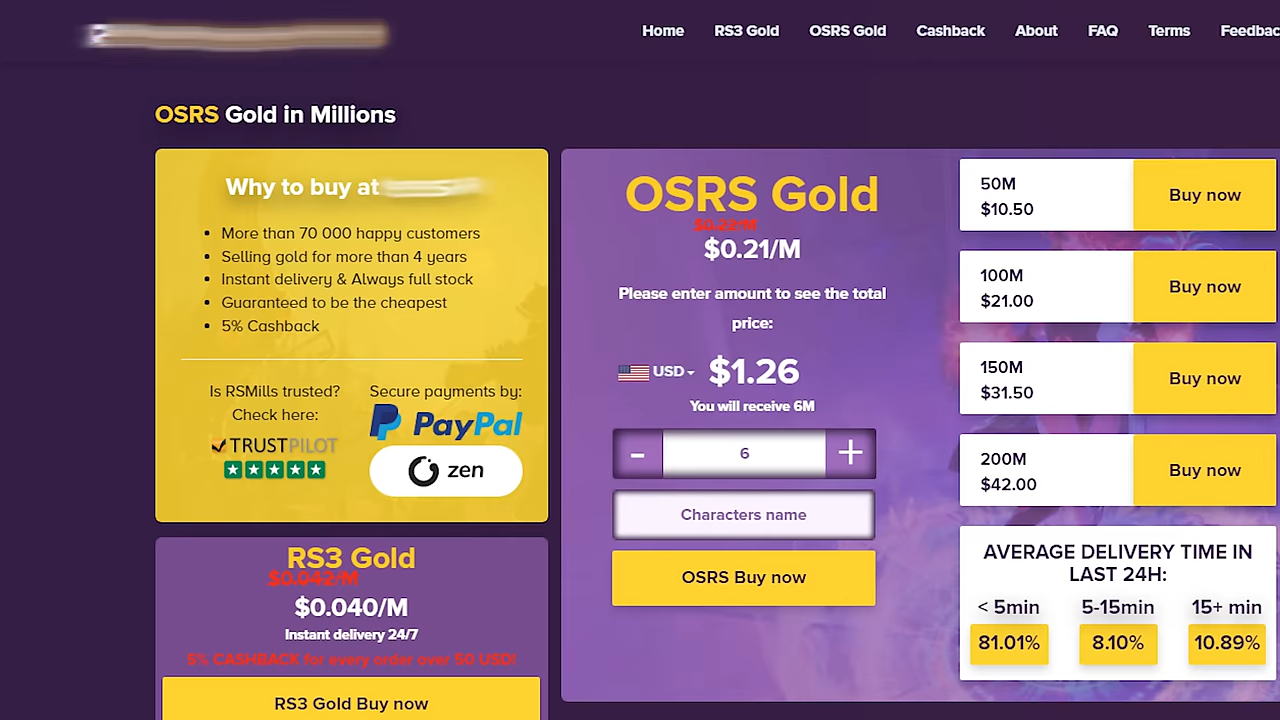 Home RS3 Gold OSRS Gold Cashback About FAQ Terms Feedbac
OSRS Gold in Millions
Why to buy at
More than 70 000 happy customers
Selling gold for more than 4 years
Instant delivery & Always full stock
Guaranteed to be the cheapest
5% Cashback
Is RSMills trusted?
Check here:
TRUSTPILOT
Secure payments by:
PayPal
zen
RS3 Gold
$0.042/M
$0.040/M
Instant delivery 24/7
5% CASHBACK for every order over 50 USD!
RS3 Gold Buy now
OSRS Gold
$0.22/M
$0.21/M
Please enter amount to see the total
price:
USD $1.26
You will receive 6M
- 6 +
Characters name
OSRS Buy now
50M
$10.50
Buy now
100M
$21.00
Buy now
150M
$31.50
Buy now
200M
$42.00
Buy now
AVERAGE DELIVERY TIME IN
LAST 24H:
< 5min 5-15min 15+ min
81.01% 8.10% 10.89%